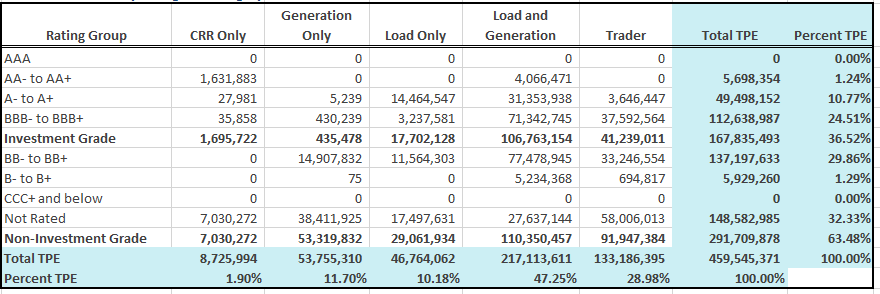 Generation Load and
Rating Group CRR Only Only Load Only Generation Trader Total TPE Percent TPE
AAA 0 0 0 0 0 0 0.00%
AA- to AA+ 1,631,883 0 0 4,066,471 0 5,698,354 1.24%
A- to A+ 27,981 5,239 14,464,547 31,353,938 3,646,447 49,498,152 10.77%
BBB- to BBB+ 35,858 430,239 3,237,581 71,342,745 37,592,564 112,638,987 24.51%
Investment Grade 1,695,722 435,478 17,702,128 106,763,154 41,239,011 167,835,493 36.52%
BB- to BB+ 0 14,907,832 11,564,303 77,478,945 33,246,554 137,197,633 29.86%
B- to B+ 0 75 0 5,234,368 694,817 5,929,260 1.29%
CCC+ and below 0 0 0 0 0 0 0.00%
Not Rated 7,030,272 38,411,925 17,497,631 27,637,144 58,006,013 148,582,985 32.33%
Non-Investment Grade 7,030,272 53,319,832 29,061,934 110,350,457 91,947,384 291,709,878 63.48%
Total TPE 8,725,994 53,755,310 46,764,062 217,113,611 133,186,395 459,545,371 100.00%
Percent TPE 1.90% 11.70% 10.18% 47.25% 28.98% 100.00%